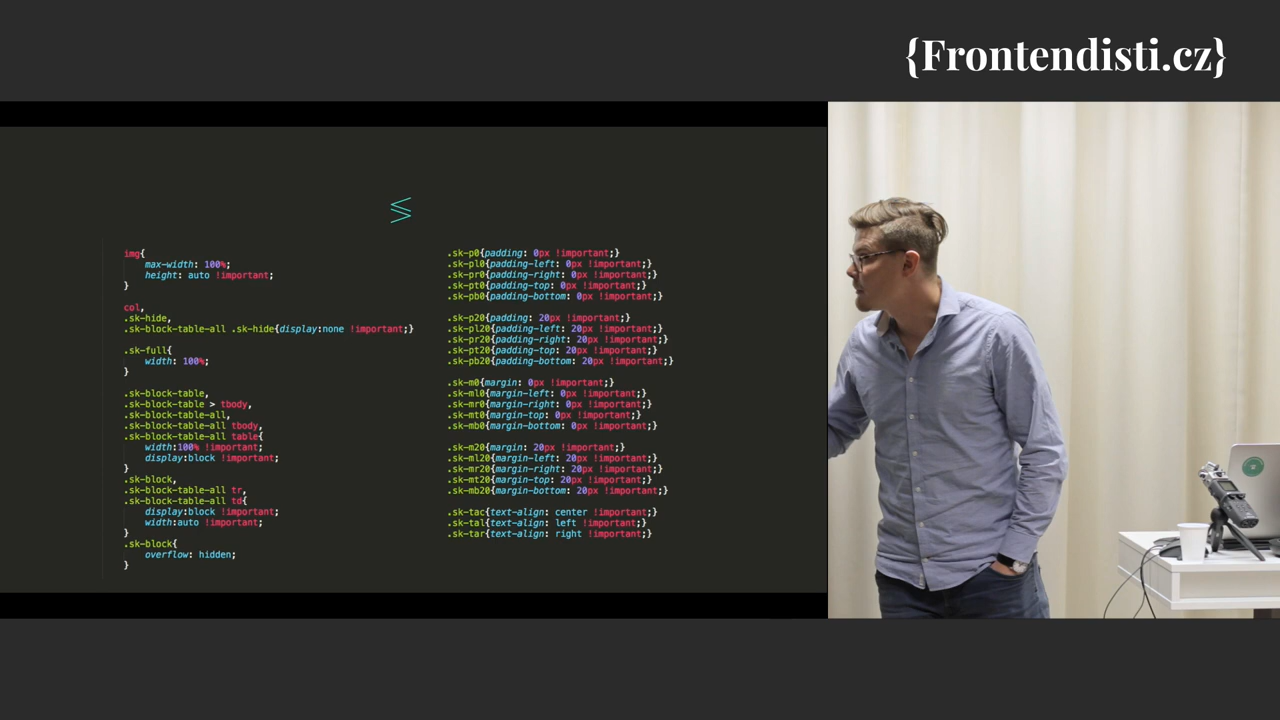 {Frontendisti.cz}
img{
max-width: 100%;
height: auto !important;
}
col,
.sk-hide,
.sk-block-table-all .sk-hide{display:none !important;}
.sk-full{
width: 100%;
}
.sk-block-table,
.sk-block-table > tbody,
.sk-block-table-all,
.sk-block-table-all tbody,
.sk-block-table-all table{
width:100% !important;
display:block !important;
}
.sk-block,
.sk-block-table-all tr,
.sk-block-table-all td{
display:block !important;
width:auto !important;
}
.sk-block{
overflow: hidden;
}
.sk-p0{padding: 0px !important;}
.sk-pl0{padding-left: 0px !important;}
.sk-pr0{padding-right: 0px !important;}
.sk-pt0{padding-top: 0px !important;}
.sk-pb0{padding-bottom: 0px !important;}
.sk-p20{padding: 20px !important;}
.sk-pl20{padding-left: 20px !important;}
.sk-pr20{padding-right: 20px !important;}
.sk-pt20{padding-top: 20px !important;}
.sk-pb20{padding-bottom: 20px !important;}
.sk-m0{margin: 0px !important;}
.sk-ml0{margin-left: 0px !important;}
.sk-mr0{margin-right: 0px !important;}
.sk-mt0{margin-top: 0px !important;}
.sk-mb0{margin-bottom: 0px !important;}
.sk-m20{margin: 20px !important;}
.sk-ml20{margin-left: 20px !important;}
.sk-mr20{margin-right: 20px !important;}
.sk-mt20{margin-top: 20px !important;}
.sk-mb20{margin-bottom: 20px !important;}
.sk-tac{text-align: center !important;}
.sk-tal{text-align: left !important;}
.sk-tar{text-align: right !important;}